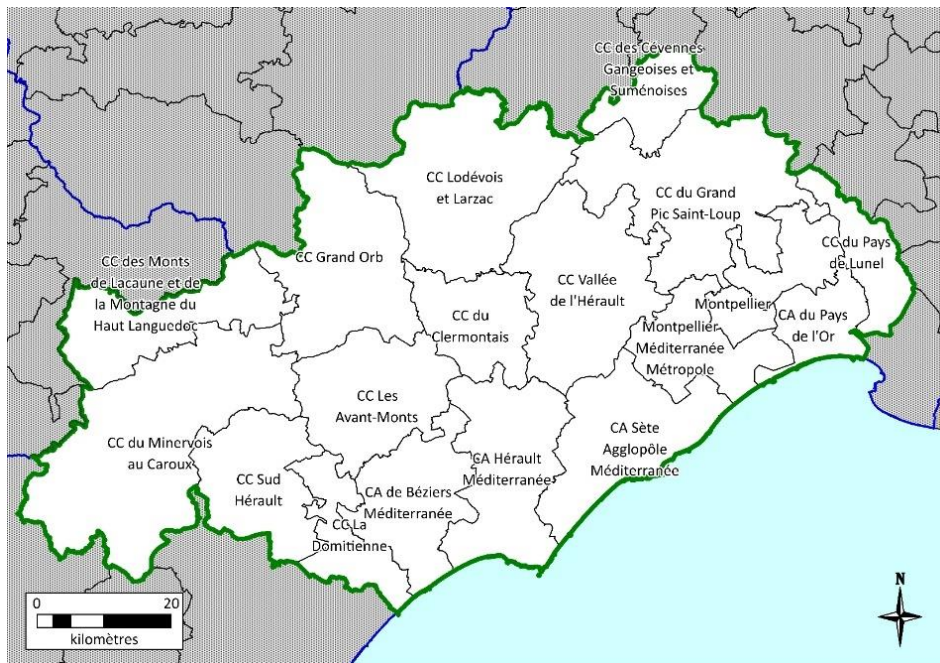 CC des Cévennes
Gangeoises et
Suménoises
CC Lodévois
et Larzac
CC du Grand
Pic Saint-Loup
CC du Pays
de Lunel
CC Grand Orb
CC des Monts
de Lacaune et de
la Montagne du
Haut Languedoc
CC Vallée
de l'Hérault
CC du
Clermontais
Montpellier
Montpellier
Méditerranée
Métropole
CA du Pays
de l'Or
CC Les
Avant-Monts
CC du Minervois
au Caroux
CA Sète
Agglopôle
Méditerranée
CA Hérault
Méditerranée
CC Sud
Hérault
CA de Béziers
Méditerranée
CC La
Domitienne
N
0 20
kilomètres